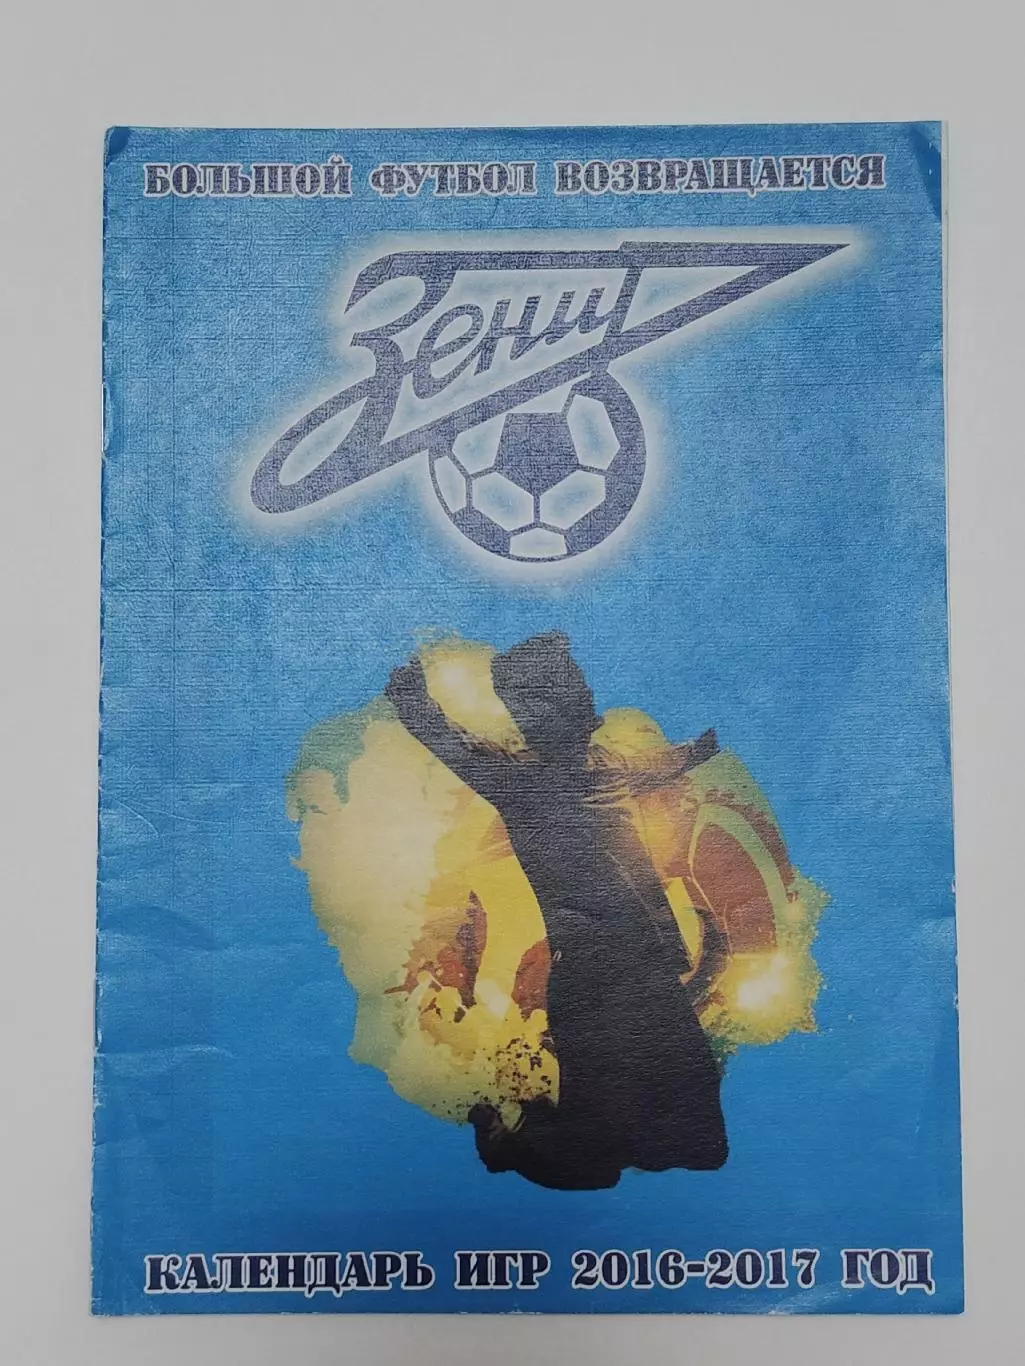 БОЛЬШОЙ ФУТБОЛ ВОЗВРАЩАЕТСЯ
Зенит
КАЛЕНДАРЬ ИГР 2016-2017 ГОД